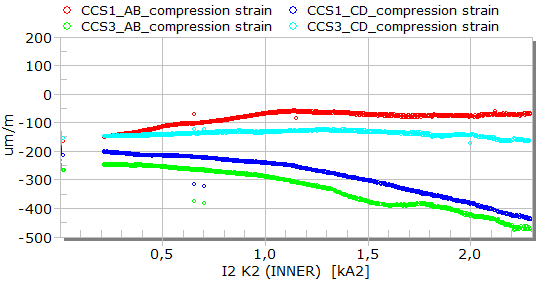 CCS1_AB_compression strain CCS1_CD_compression strain
CCS3_AB_compression strain CCS3_CD_compression strain
200
100
0
-100
-200
-300
-400
-500
um/m
0,5 1,0 1,5 2,0
I2 K2 (INNER) [kA2]